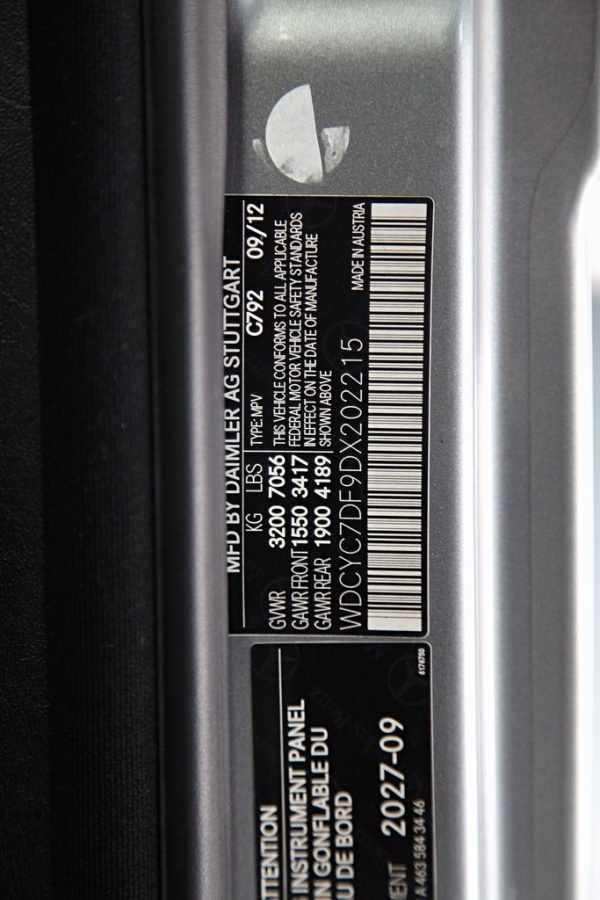 MFD BY DAIMLER AG STUTTGART
KG LBS TYPE: MPV C792 09/12
GVWR 3200 7056 THIS VEHICLE CONFORMS TO ALL APPLICABLE
GAWR FRONT 1550 3417 FEDERAL MOTOR VEHICLE SAFETY STANDARDS
GAWR REAR 1900 4189 IN EFFECT ON THE DATE OF MANUFACTURE
SHOWN ABOVE
WDCYC7DF9DX202215 MADE IN AUSTRIA
INSTRUMENT PANEL
GONFLABLE DU
DE BORD
2027-09
A 463 584 34 46
6176750